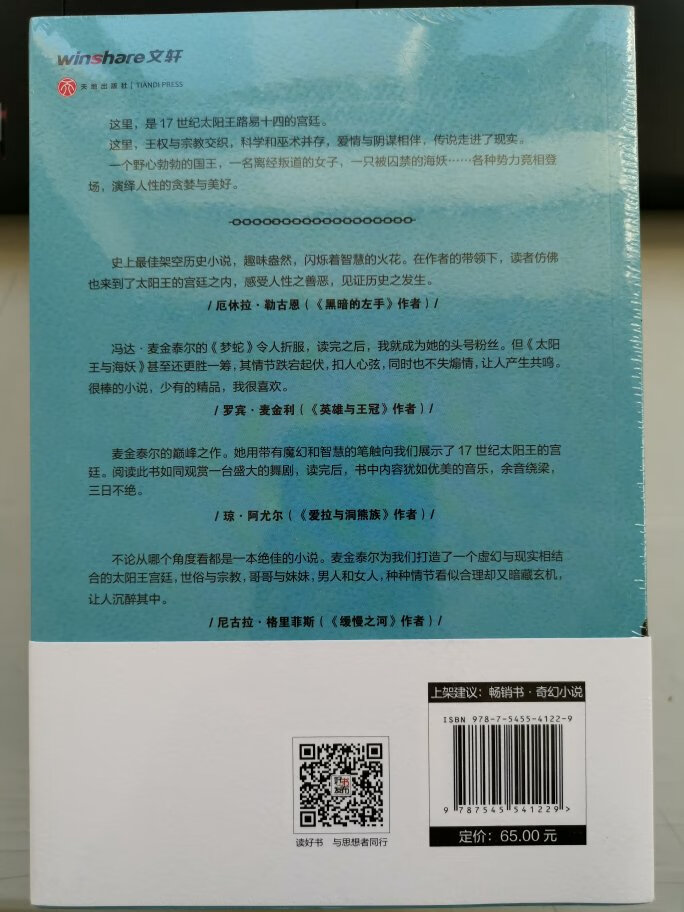 winshare文轩
天地出版社 | TIANDI PRESS
这里，是17世纪太阳王路易十四的宫廷。
这里，王权与宗教交织，科学和巫术并存，爱情与阴谋相伴，传说走进了现实。
一个野心勃勃的国王，一名离经叛道的女子，一只被囚禁的海妖……各种势力竞相登
场，演绎人性的贪婪与美好。
史上最佳架空历史小说，趣味盎然，闪烁着智慧的火花。在作者的带领下，读者仿佛
也来到了太阳王的宫廷之内，感受人性之善恶，见证历史之发生。
/ 厄休拉·勒古恩（《黑暗的左手》作者）/
冯达·麦金泰尔的《梦蛇》令人折服，读完之后，我就成为她的头号粉丝。但《太阳
王与海妖》甚至还更胜一筹，其情节跌宕起伏，扣人心弦，同时也不失煽情，让人产生共鸣。
很棒的小说，少有的精品，我很喜欢。
/ 罗宾·麦金利（《英雄与王冠》作者）/
麦金泰尔的巅峰之作。她用带有魔幻和智慧的笔触向我们展示了17世纪太阳王的宫
廷。阅读此书如同观赏一台盛大的舞剧，读完后，书中内容犹如优美的音乐，余音绕梁，
三日不绝。
/ 琼·阿尤尔（《爱拉与洞熊族》作者）/
不论从哪个角度看都是一本绝佳的小说。麦金泰尔为我们打造了一个虚幻与现实相结
合的太阳王宫廷，世俗与宗教，哥哥与妹妹，男人和女人，种种情节看似合理却又暗藏玄机，
让人沉醉其中。
/ 尼古拉·格里菲斯（《缓慢之河》作者）/
上架建议：畅销书·奇幻小说
ISBN 978-7-5455-4122-9
9 787545 541229 >
定价：65.00 元
读好书 与思想者同行